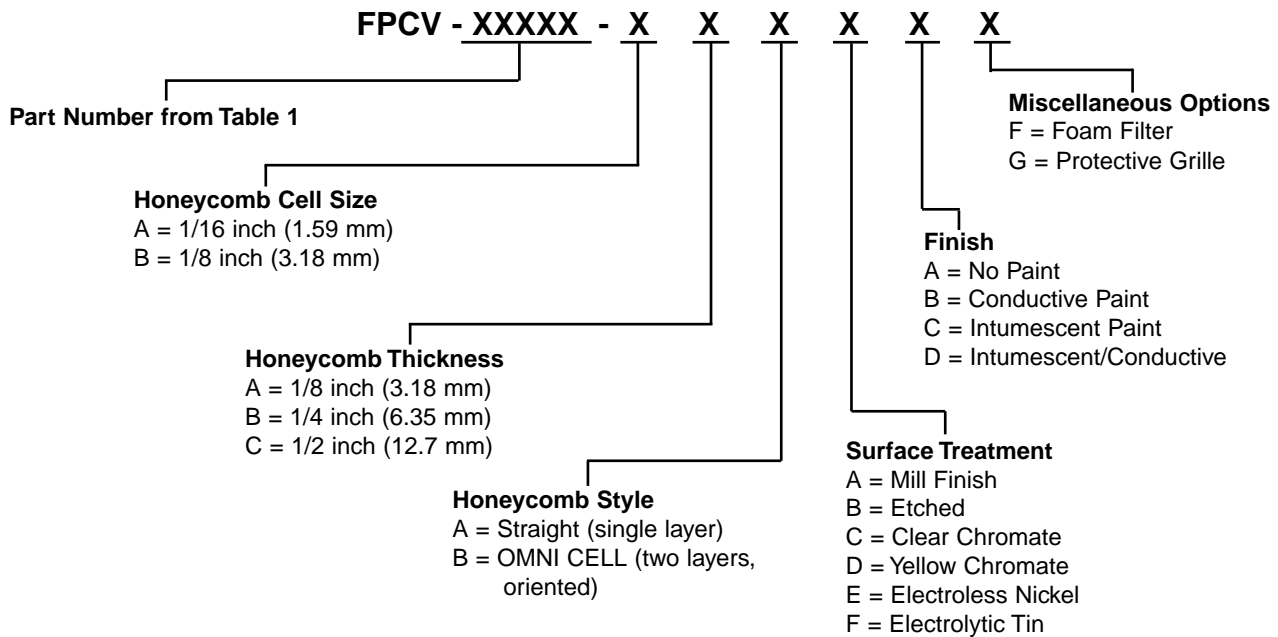 FPCV - XXXXX - X X X X X X
Part Number from Table 1
Honeycomb Cell Size
A = 1/16 inch (1.59 mm)
B = 1/8 inch (3.18 mm)
Honeycomb Thickness
A = 1/8 inch (3.18 mm)
B = 1/4 inch (6.35 mm)
C = 1/2 inch (12.7 mm)
Honeycomb Style
A = Straight (single layer)
B = OMNI CELL (two layers,
oriented)
Surface Treatment
A = Mill Finish
B = Etched
C = Clear Chromate
D = Yellow Chromate
E = Electroless Nickel
F = Electrolytic Tin
Finish
A = No Paint
B = Conductive Paint
C = Intumescent Paint
D = Intumescent/Conductive
Miscellaneous Options
F = Foam Filter
G = Protective Grille